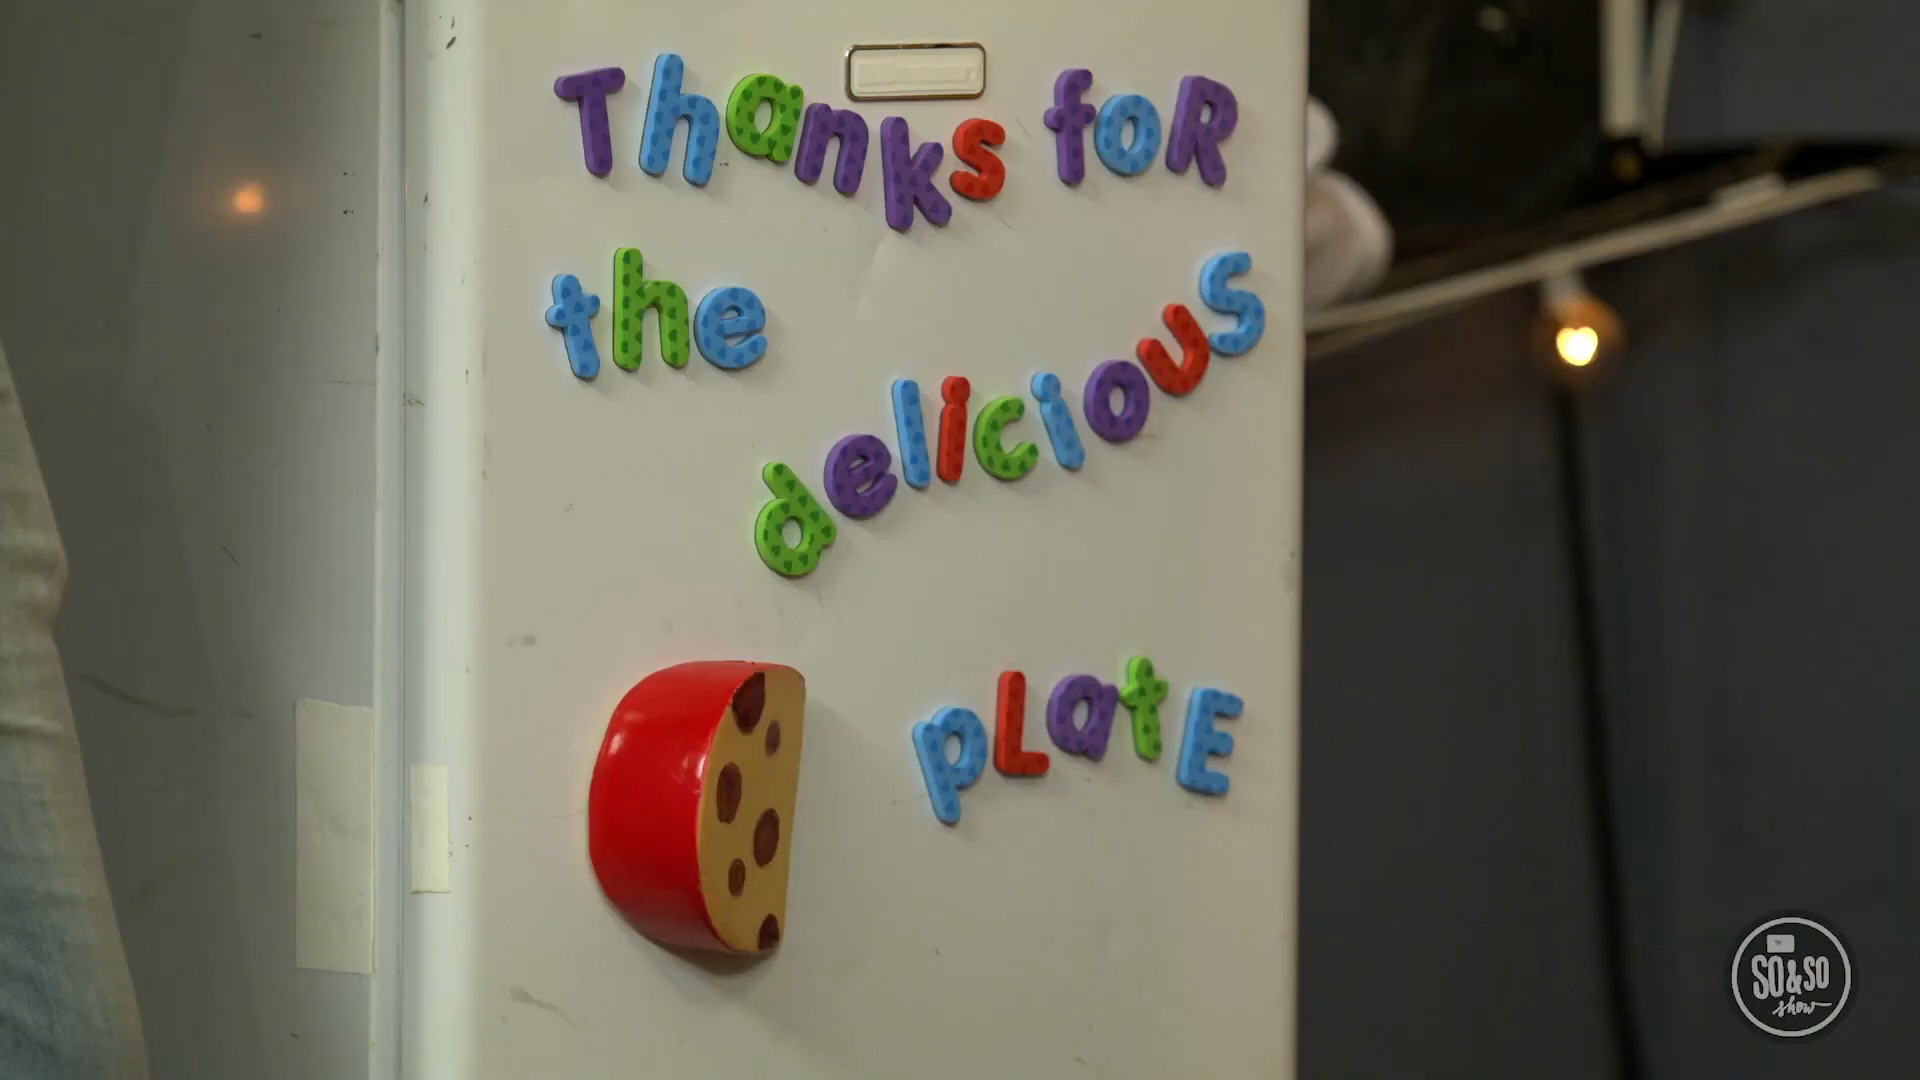 Thanks foR
the
delicious
pLatE
SO & SO
show